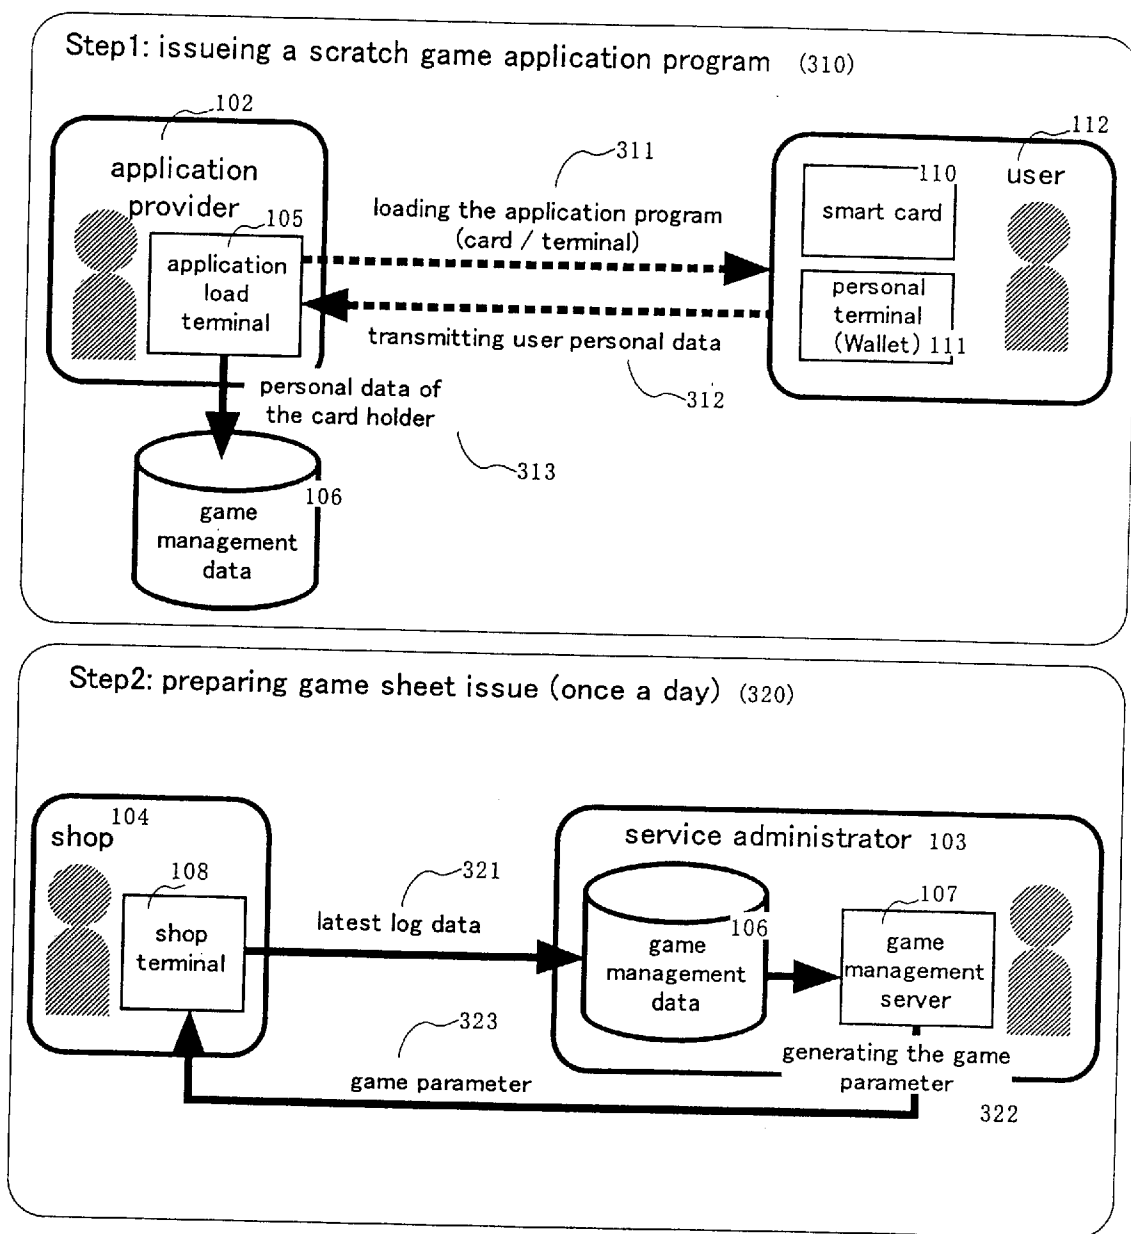 Step1: issueing a scratch game application program (310)
102
application
provider
105
application
load
terminal
311
loading the application program
(card / terminal)
transmitting user personal data
312
112
user
110
smart card
personal
terminal
(Wallet) 111
personal data of
the card holder
313
106
game
management
data
Step2: preparing game sheet issue (once a day) (320)
104
shop
108
shop
terminal
321
latest log data
service administrator 103
106
game
management
data
107
game
management
server
323
game parameter
generating the game
parameter
322